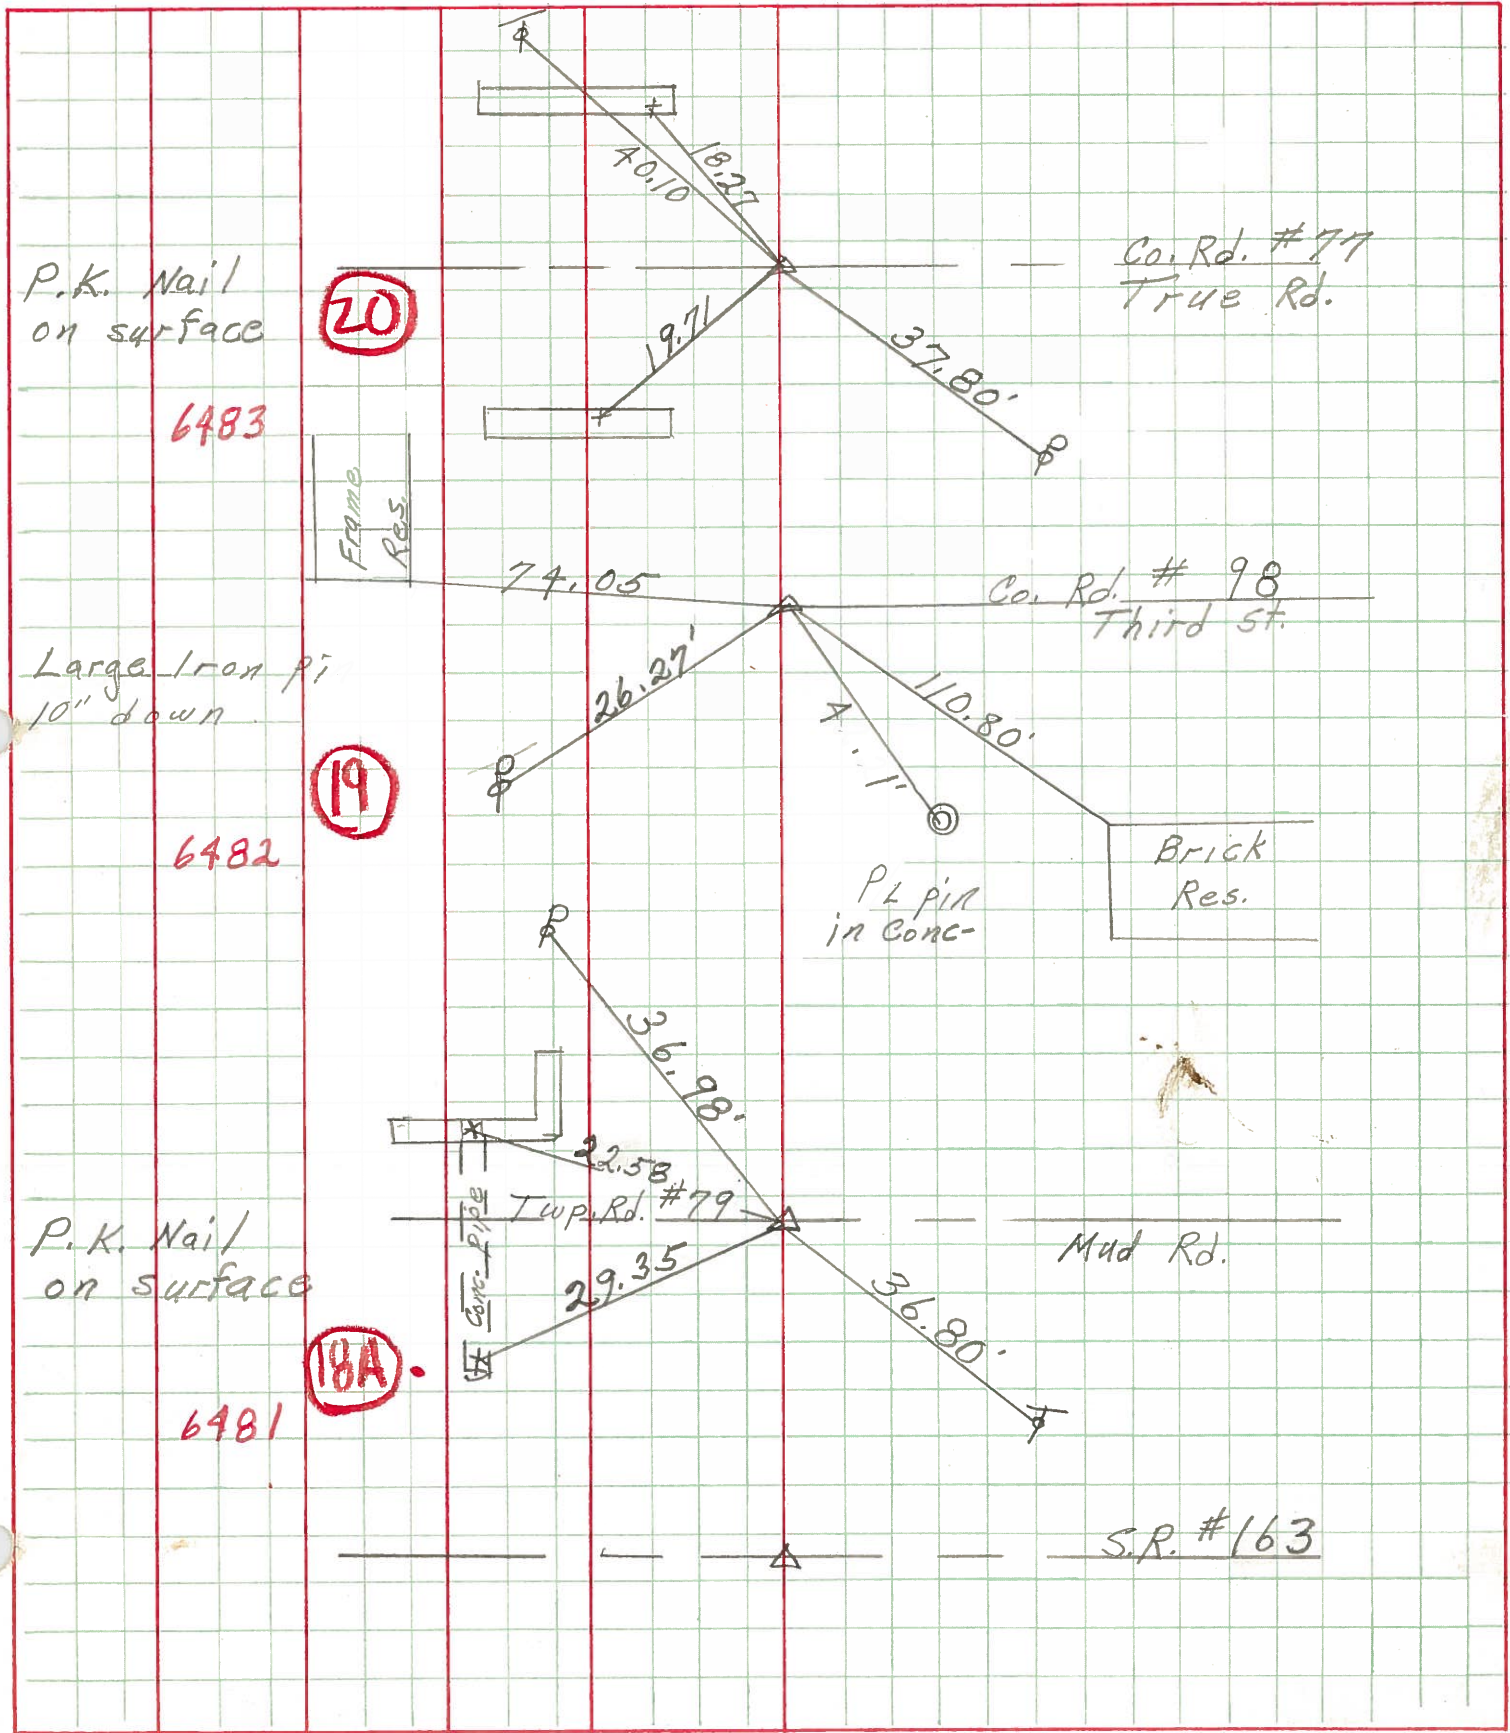 40.10
18.27
Co. Rd. #77
True Rd.
P.K. Nail
on surface
20
19.71
37.80'
6483
Frame
Res.
74.05
Co. Rd. # 98
Third St.
Large Iron pi
10" down
26.27'
110.80'
19
6482
PL pin
in Conc-
Brick
Res.
36.98'
22.58
Twp. Rd. #79
Mud Rd.
P.K. Nail
on surface
Conc. Pipe
29.35
36.80'
18A.
6481
S.R. #163